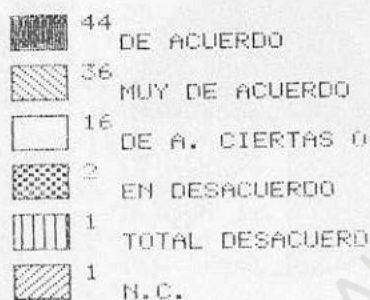 44
DE ACUERDO
36
MUY DE ACUERDO
16
DE A. CIERTAS O
2
EN DESACUERDO
1
TOTAL DESACUERD
1
N.C.